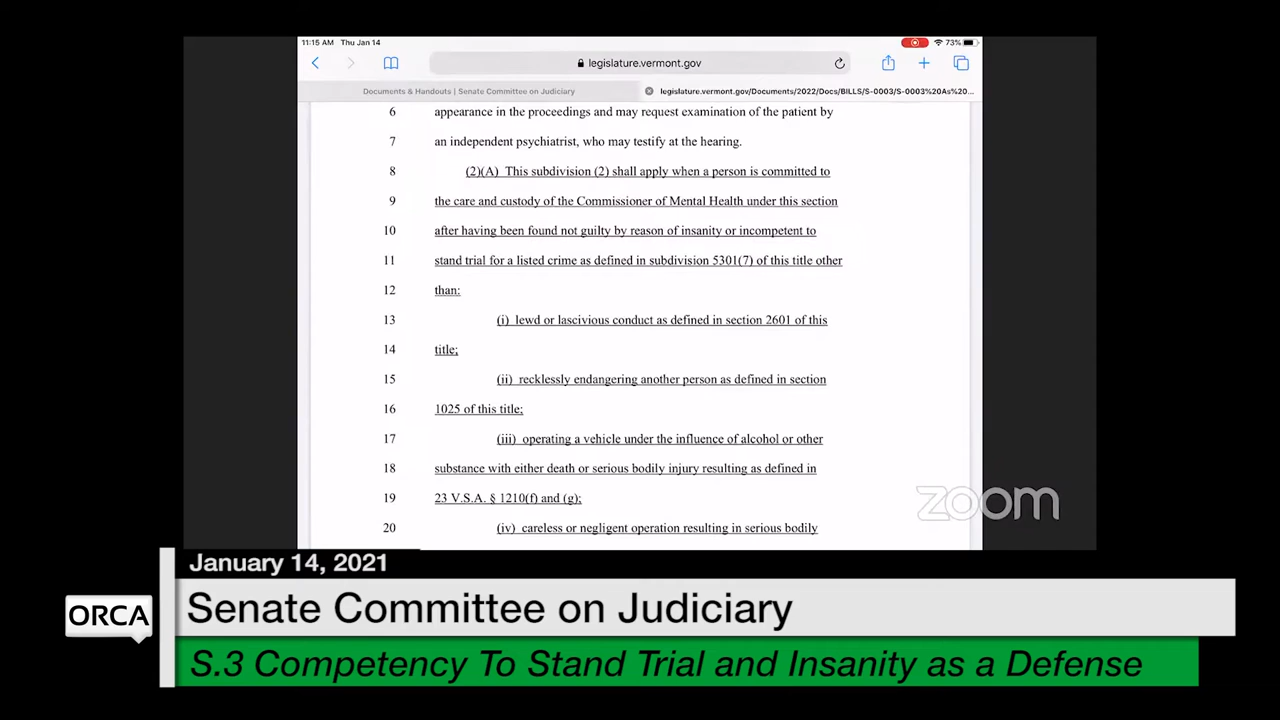 11:15 AM Thu Jan 14
73%
legislature.vermont.gov
Documents & Handouts | Senate Committee on Judiciary
legislature.vermont.gov/Documents/2022/Docs/BILLS/S-0003/S-0003%20As%20...
6 appearance in the proceedings and may request examination of the patient by
7 an independent psychiatrist, who may testify at the hearing.
8 (2)(A) This subdivision (2) shall apply when a person is committed to
9 the care and custody of the Commissioner of Mental Health under this section
10 after having been found not guilty by reason of insanity or incompetent to
11 stand trial for a listed crime as defined in subdivision 5301(7) of this title other
12 than:
13 (i) lewd or lascivious conduct as defined in section 2601 of this
14 title;
15 (ii) recklessly endangering another person as defined in section
16 1025 of this title;
17 (iii) operating a vehicle under the influence of alcohol or other
18 substance with either death or serious bodily injury resulting as defined in
19 23 V.S.A. § 1210(f) and (g);
20 (iv) careless or negligent operation resulting in serious bodily
zoom
January 14, 2021
ORCA
Senate Committee on Judiciary
S.3 Competency To Stand Trial and Insanity as a Defense